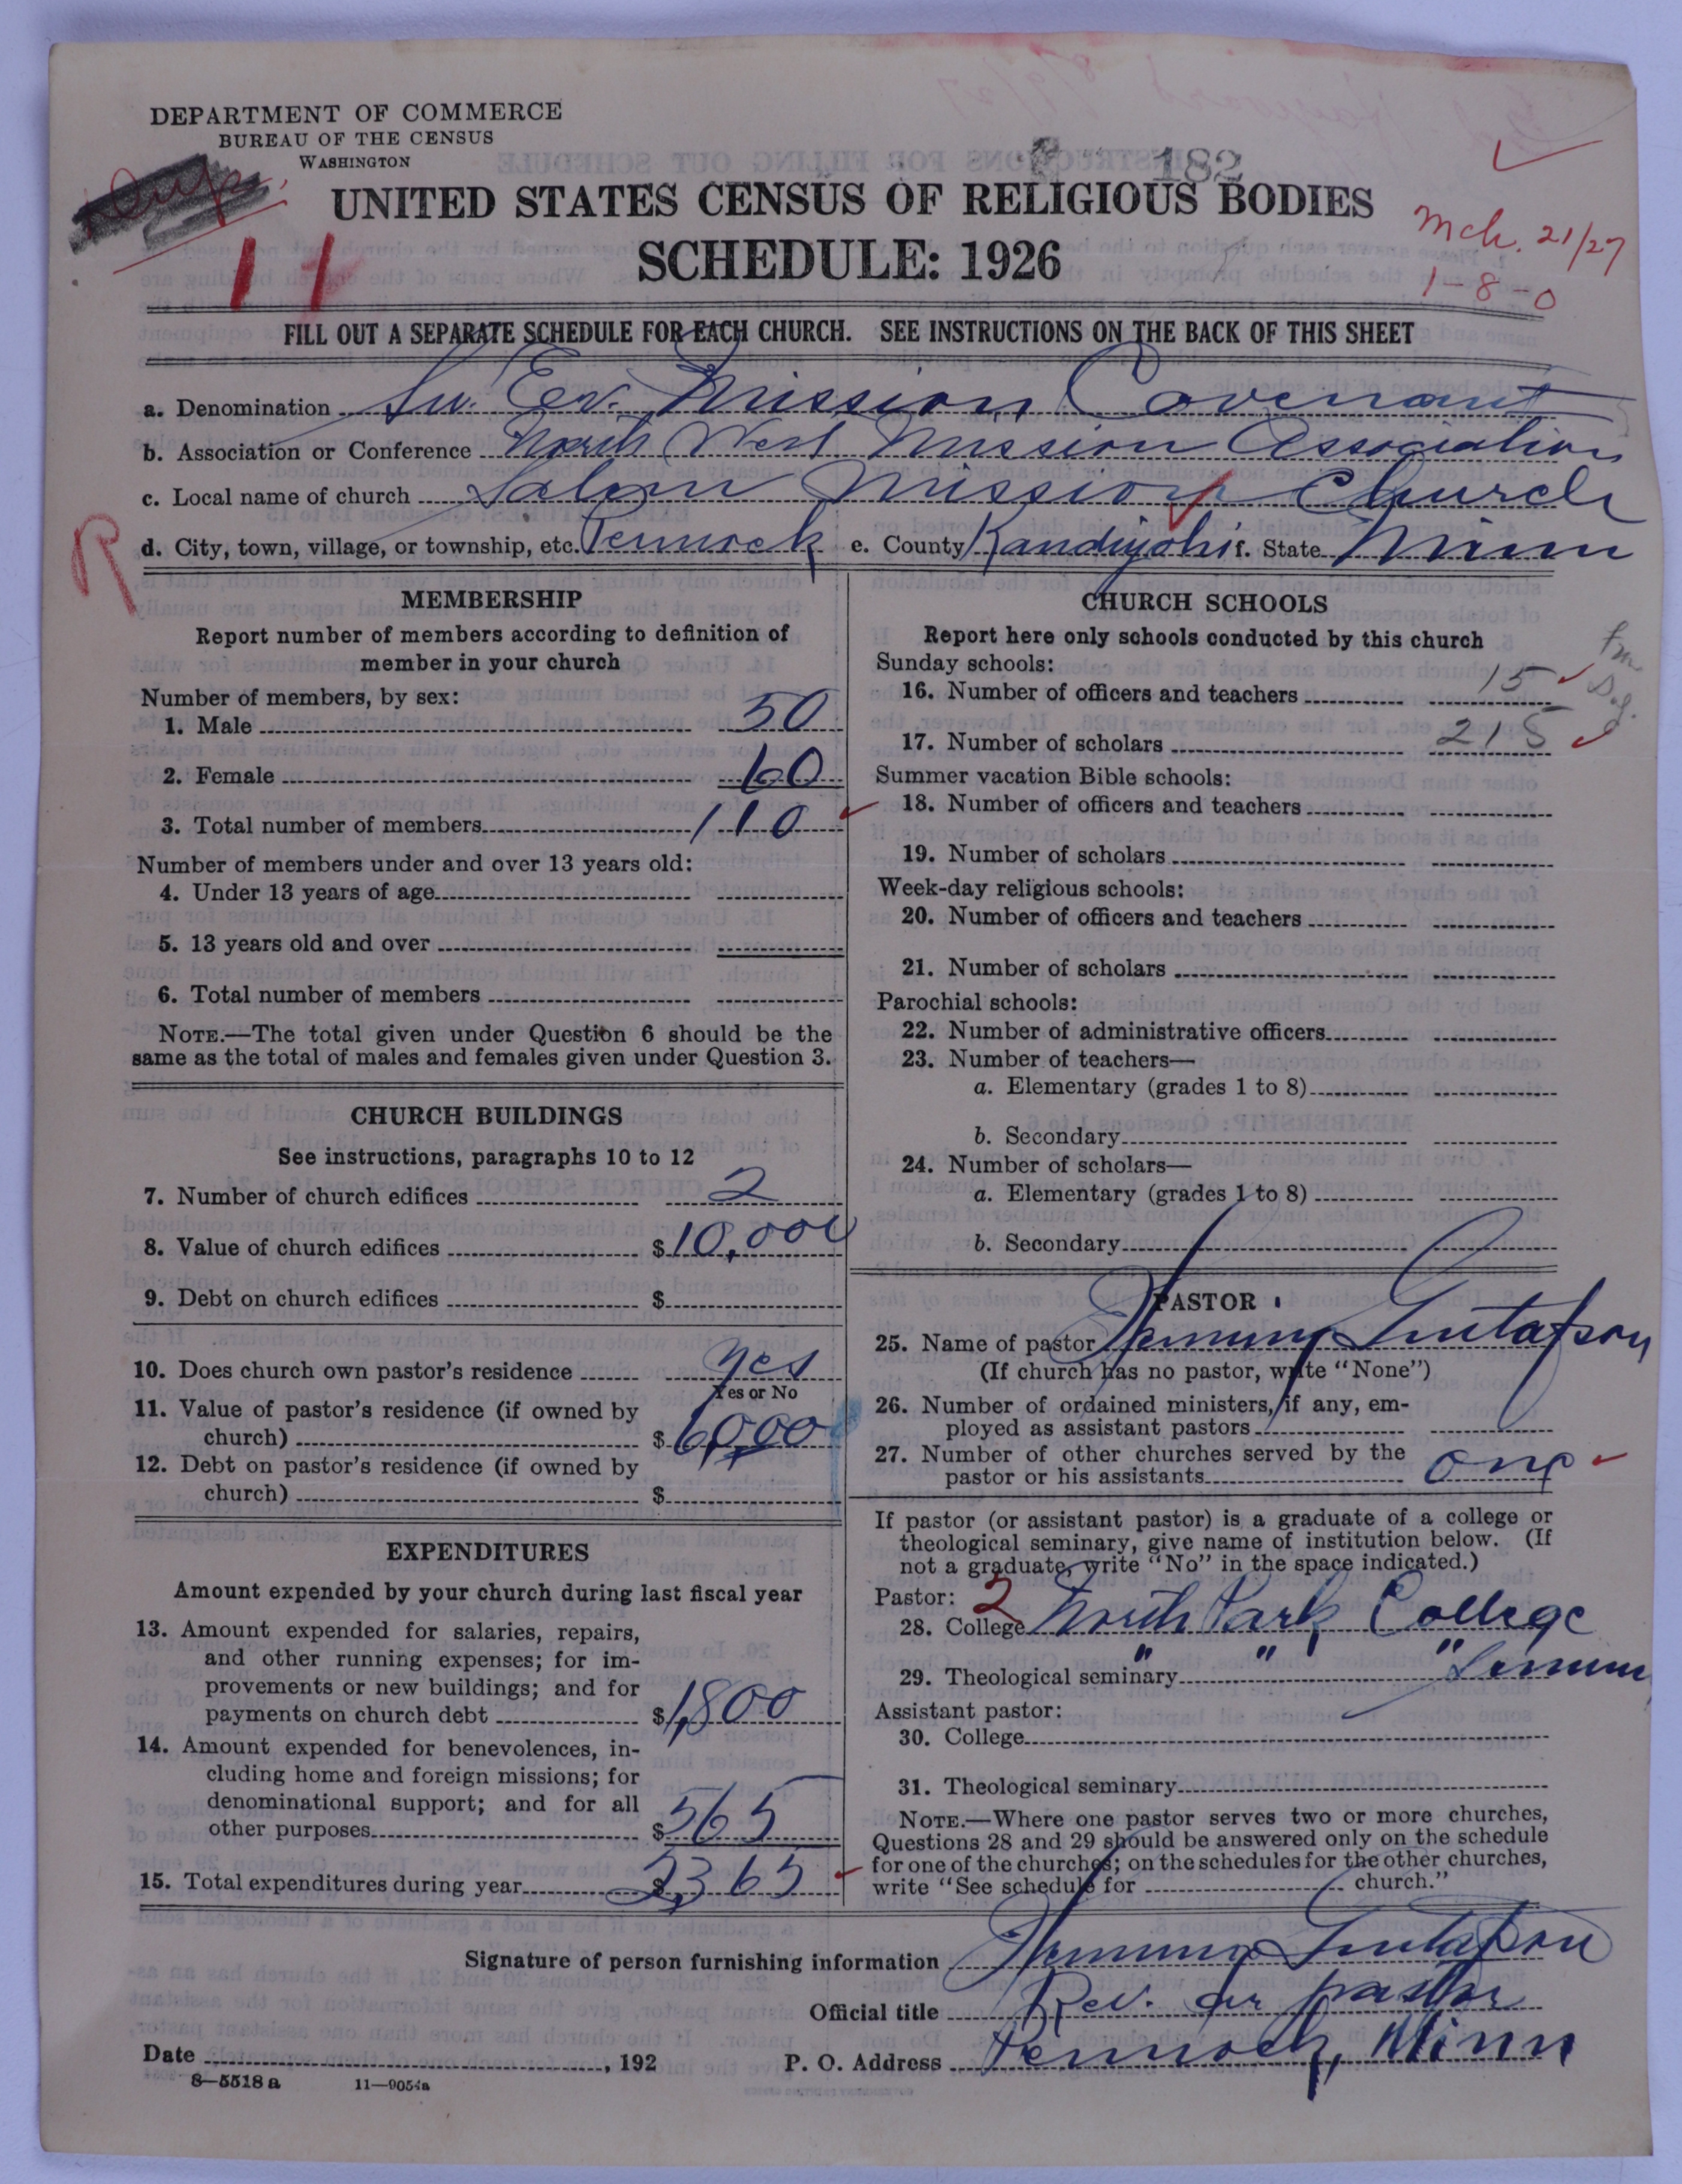 DEPARTMENT OF COMMERCE
BUREAU OF THE CENSUS
WASHINGTON
182
UNITED STATES CENSUS OF RELIGIOUS BODIES
SCHEDULE: 1926
Mch. 21/27
1-8-0
11
FILL OUT A SEPARATE SCHEDULE FOR EACH CHURCH. SEE INSTRUCTIONS ON THE BACK OF THIS SHEET
a. Denomination Sw. Ev. Mission Covenant
b. Association or Conference North West Mission Association
c. Local name of church Salem Mission Church
R
d. City, town, village, or township, etc. Pennock e. County Kandiyohi f. State Minn
MEMBERSHIP
Report number of members according to definition of
member in your church
Number of members, by sex:
1. Male 50
2. Female 60
3. Total number of members 110
Number of members under and over 13 years old:
4. Under 13 years of age
5. 13 years old and over
6. Total number of members
NOTE.—The total given under Question 6 should be the
same as the total of males and females given under Question 3.
CHURCH BUILDINGS
See instructions, paragraphs 10 to 12
7. Number of church edifices 2
8. Value of church edifices $10,000
9. Debt on church edifices $
10. Does church own pastor's residence yes
Yes or No
11. Value of pastor's residence (if owned by
church) $6,000
12. Debt on pastor's residence (if owned by
church) $
EXPENDITURES
Amount expended by your church during last fiscal year
13. Amount expended for salaries, repairs,
and other running expenses; for im-
provements or new buildings; and for
payments on church debt $1,800
14. Amount expended for benevolences, in-
cluding home and foreign missions; for
denominational support; and for all
other purposes $565
15. Total expenditures during year $2,365
CHURCH SCHOOLS
Report here only schools conducted by this church
Sunday schools:
16. Number of officers and teachers 15
17. Number of scholars 215
Summer vacation Bible schools:
18. Number of officers and teachers
19. Number of scholars
Week-day religious schools:
20. Number of officers and teachers
21. Number of scholars
Parochial schools:
22. Number of administrative officers
23. Number of teachers—
a. Elementary (grades 1 to 8)
b. Secondary
24. Number of scholars—
a. Elementary (grades 1 to 8)
b. Secondary
PASTOR
25. Name of pastor Hemming Gustafson
(If church has no pastor, write "None")
26. Number of ordained ministers, if any, em-
ployed as assistant pastors
27. Number of other churches served by the
pastor or his assistants one
If pastor (or assistant pastor) is a graduate of a college or
theological seminary, give name of institution below. (If
not a graduate, write "No" in the space indicated.)
Pastor: 2
28. College North Park College
29. Theological seminary " " " Semin
Assistant pastor:
30. College
31. Theological seminary
NOTE.—Where one pastor serves two or more churches,
Questions 28 and 29 should be answered only on the schedule
for one of the churches; on the schedules for the other churches,
write "See schedule for church."
Signature of person furnishing information Hemming Gustafson
Official title Rev. or pastor
Date , 192 P. O. Address Pennock, Minn
8—5518 a 11—9054a